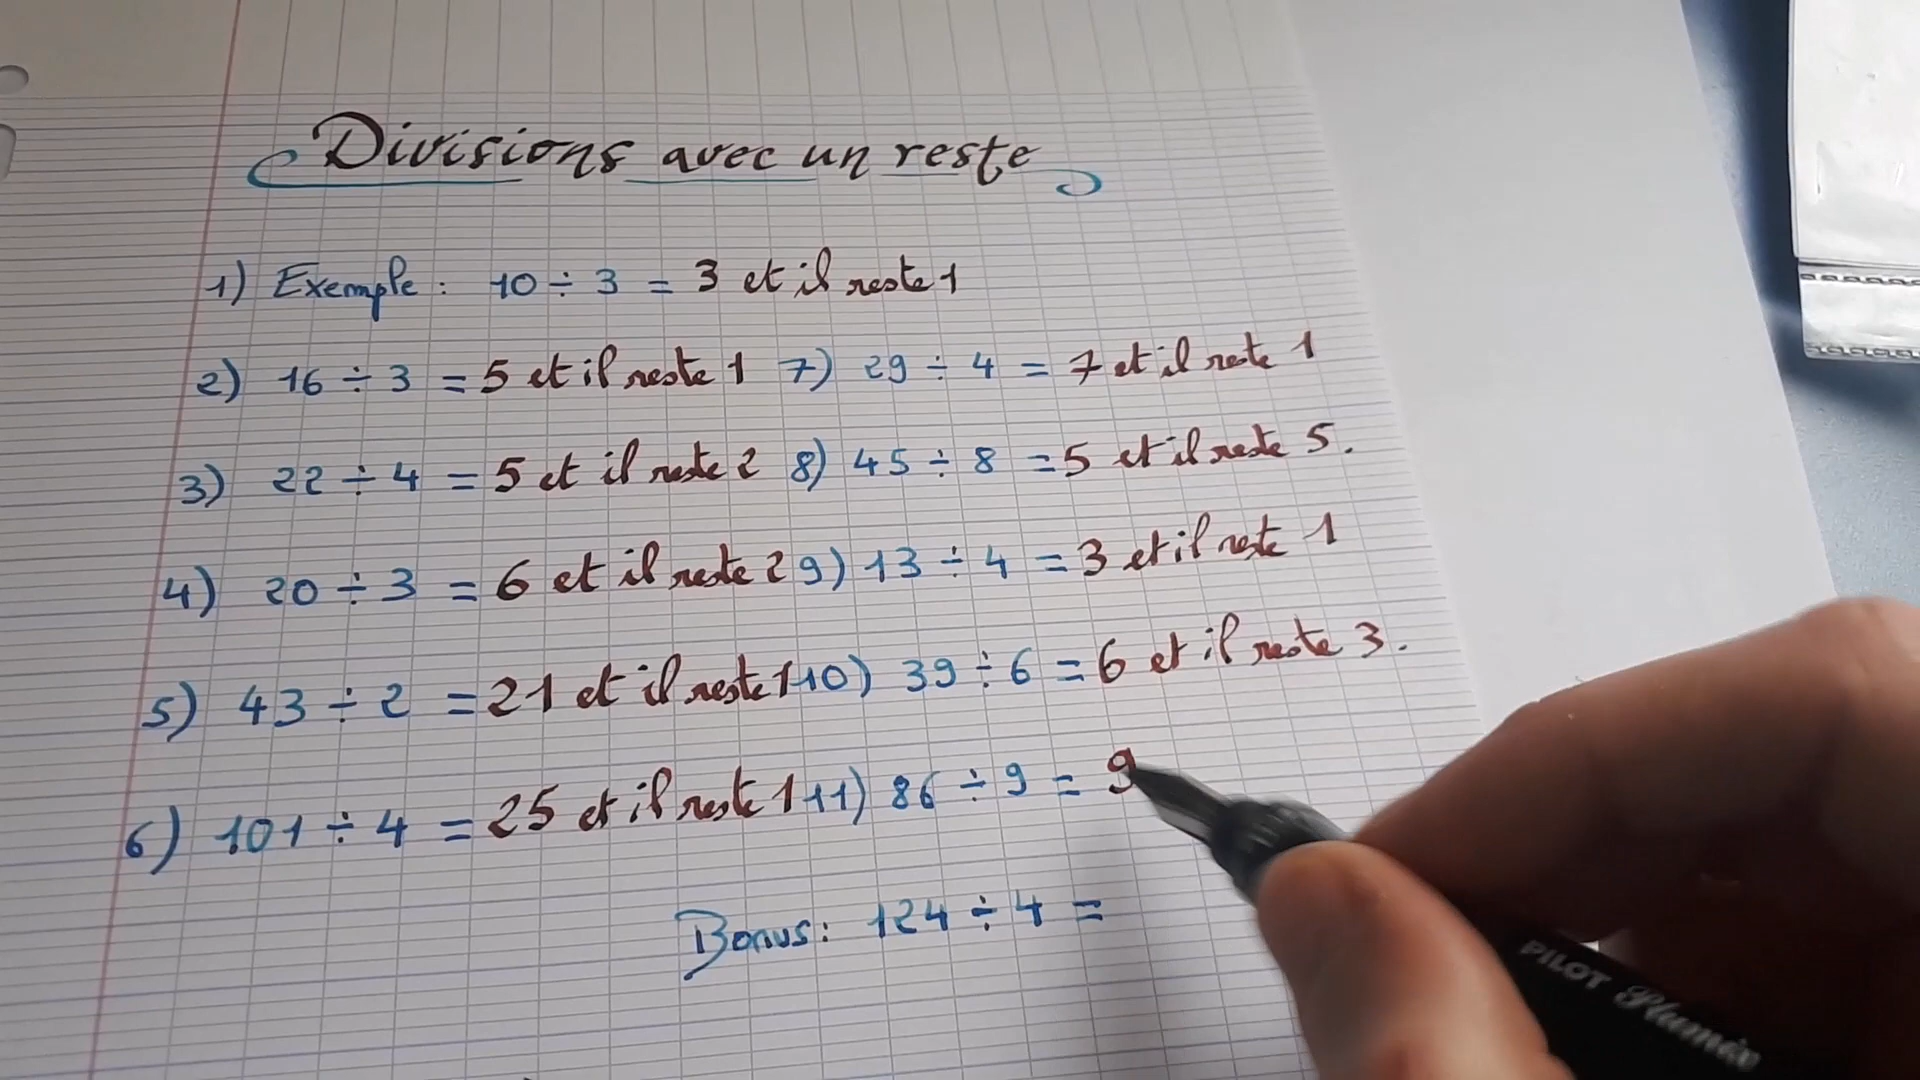 Divisions avec un reste
1) Exemple : 10 ÷ 3 = 3 et il reste 1
2) 16 ÷ 3 = 5 et il reste 1
7) 29 ÷ 4 = 7 et il reste 1
3) 22 ÷ 4 = 5 et il reste 2
8) 45 ÷ 8 = 5 et il reste 5.
4) 20 ÷ 3 = 6 et il reste 2
9) 13 ÷ 4 = 3 et il reste 1
5) 43 ÷ 2 = 21 et il reste 1
10) 39 ÷ 6 = 6 et il reste 3.
6) 101 ÷ 4 = 25 et il reste 1
11) 86 ÷ 9 = 9
Bonus : 124 ÷ 4 =
PILOT Plumix